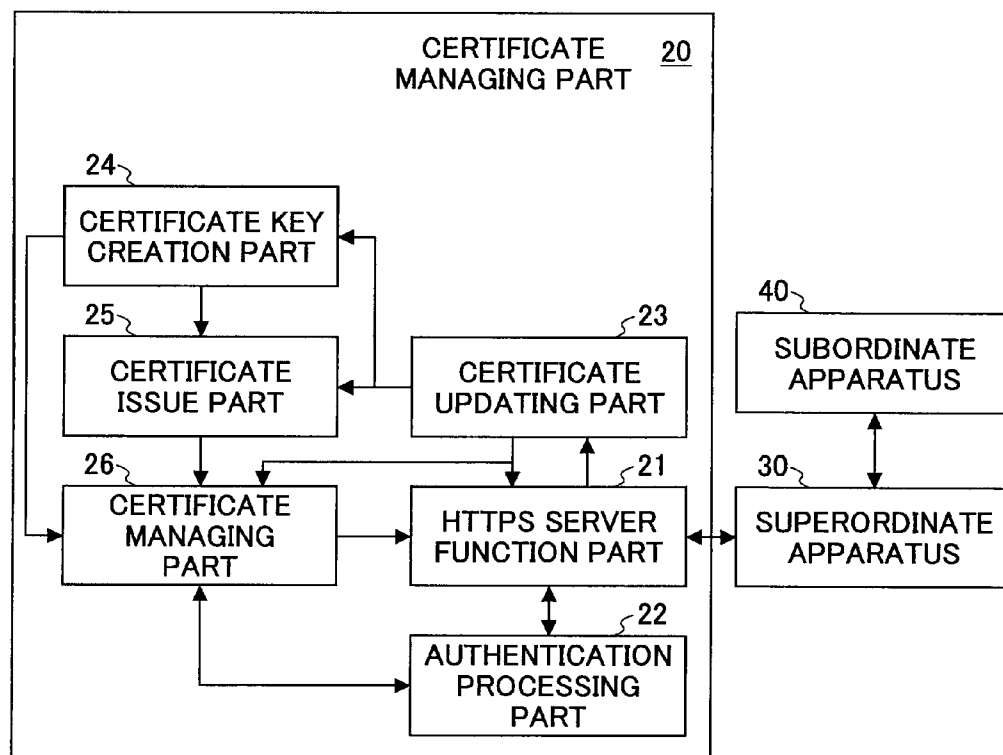 CERTIFICATE
MANAGING PART
20
24
CERTIFICATE KEY
CREATION PART
25
CERTIFICATE
ISSUE PART
23
CERTIFICATE
UPDATING PART
40
SUBORDINATE
APPARATUS
26
CERTIFICATE
MANAGING
PART
21
HTTPS SERVER
FUNCTION PART
30
SUPERORDINATE
APPARATUS
22
AUTHENTICATION
PROCESSING
PART